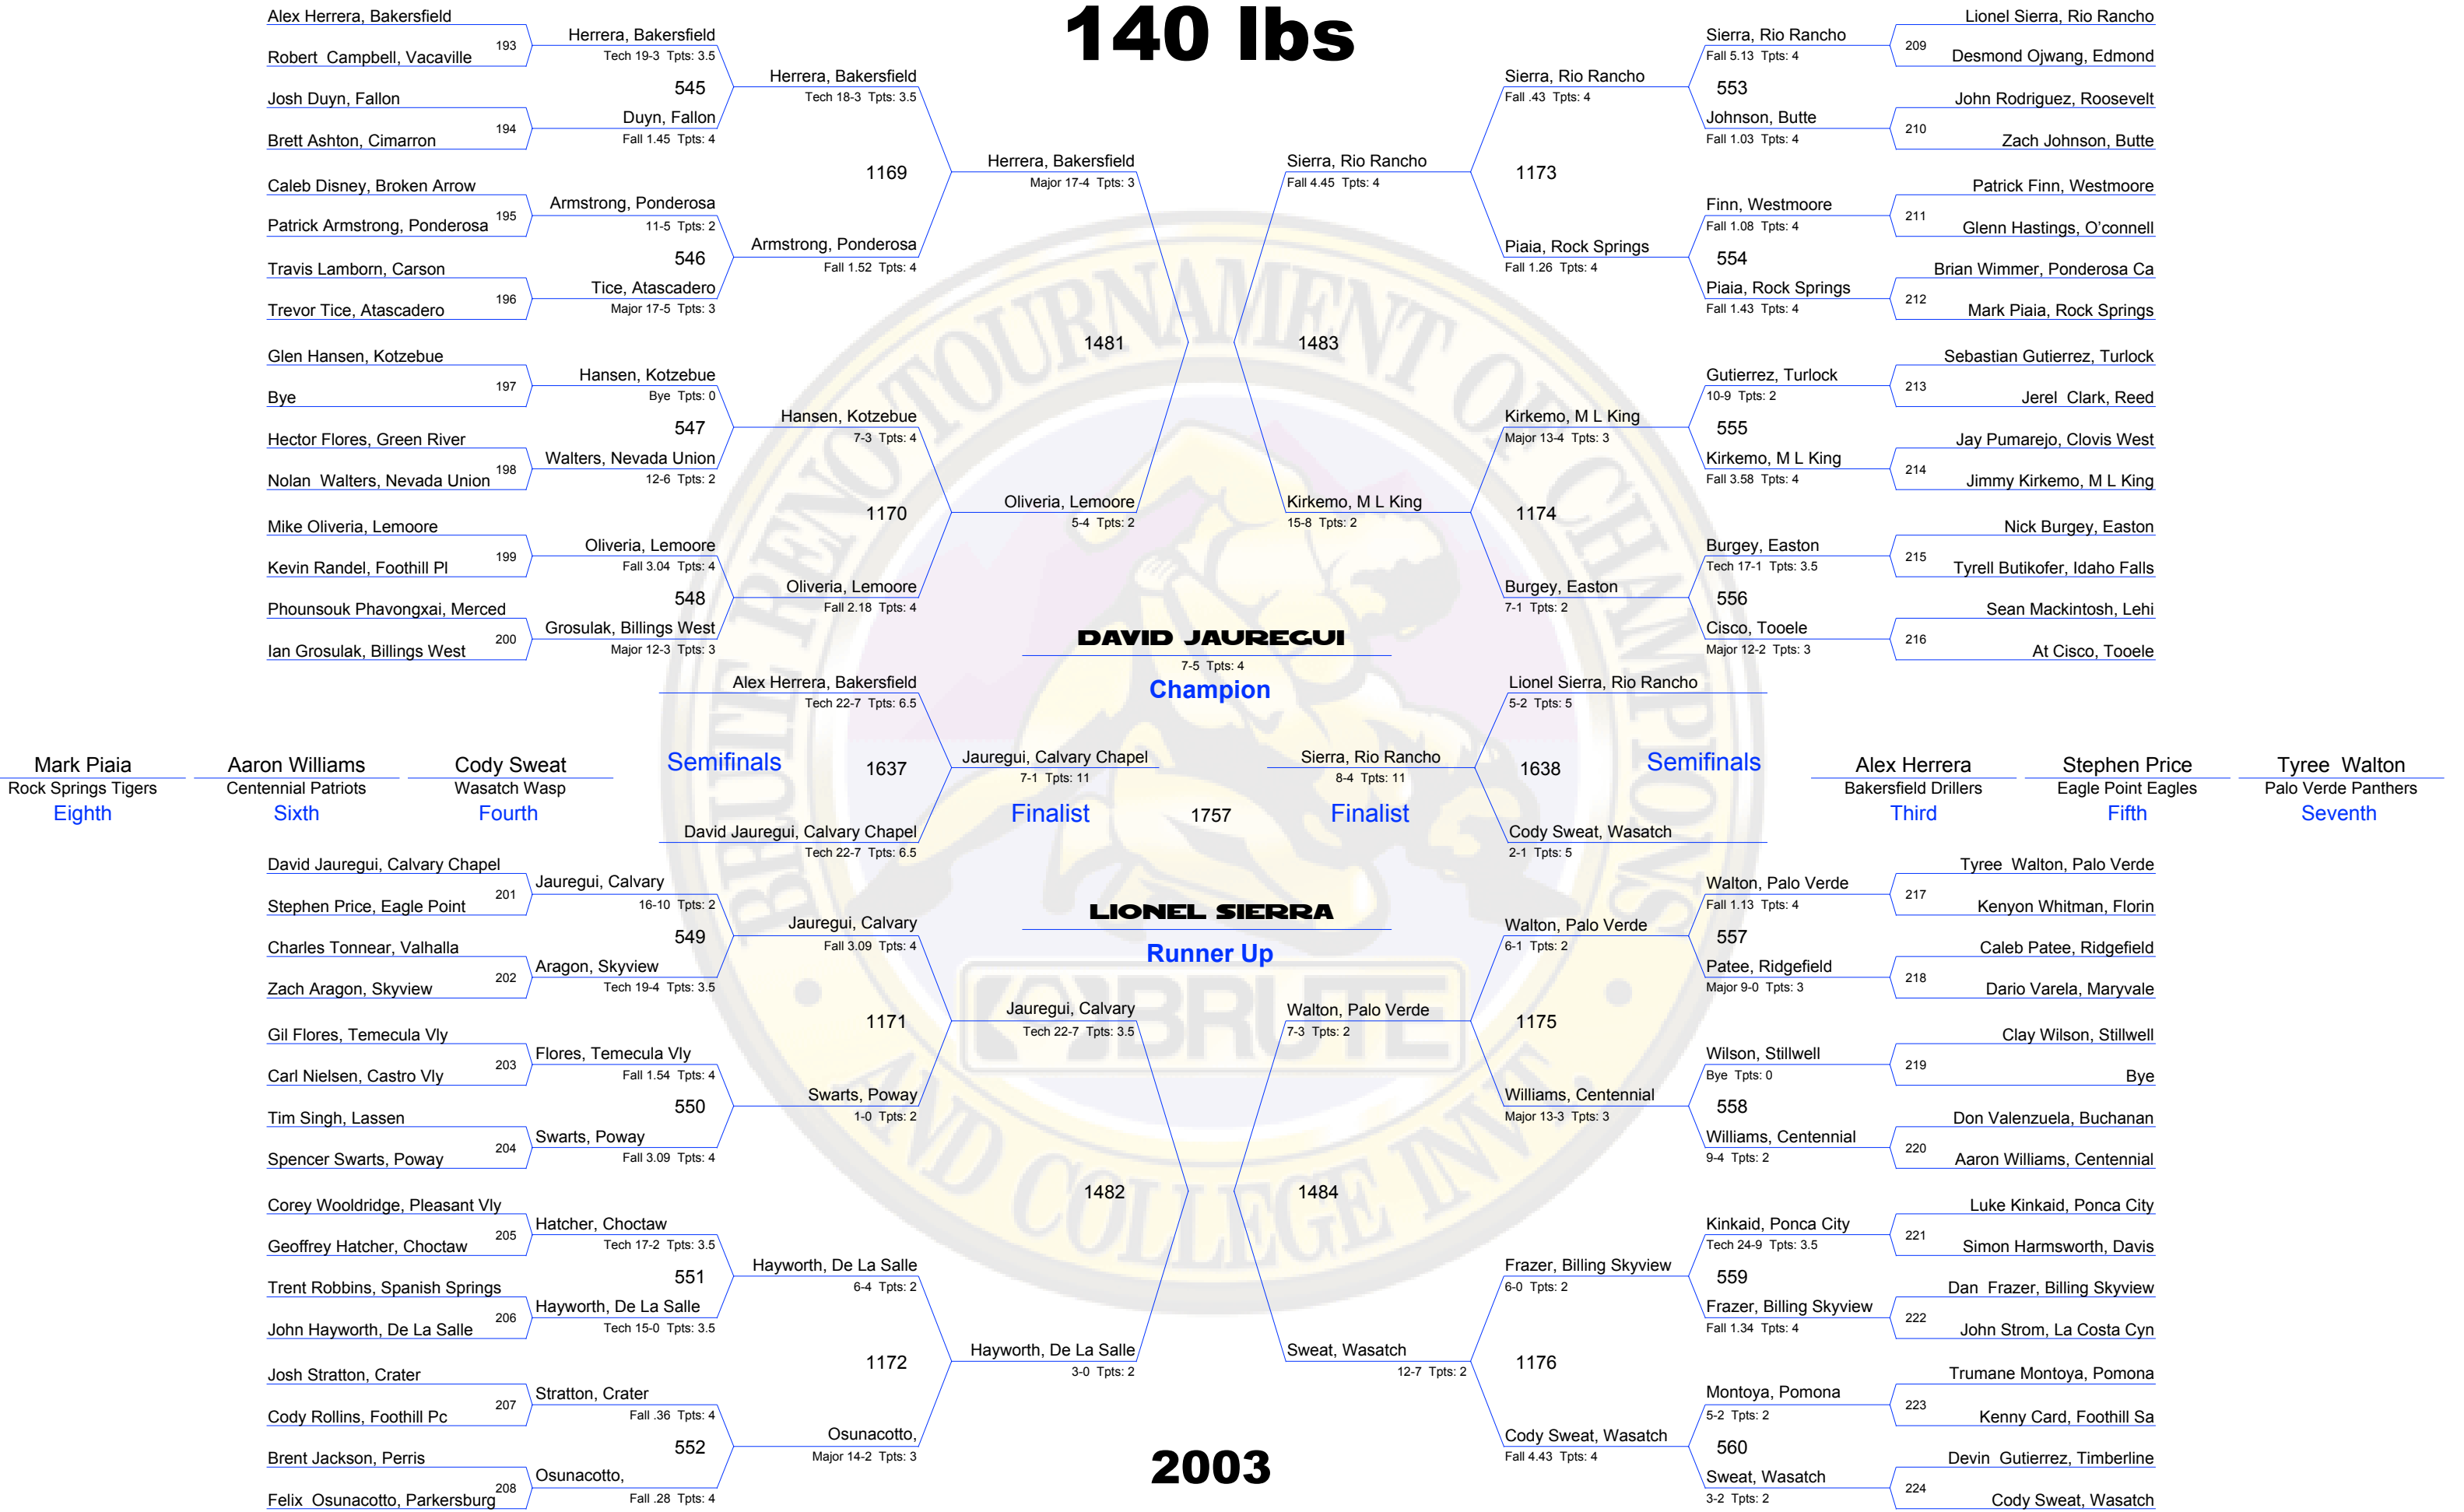 140 lbs
Alex Herrera, Bakersfield
193
Robert  Campbell, Vacaville
Herrera, Bakersfield
Tech 19-3  Tpts: 3.5
545
Josh Duyn, Fallon
194
Brett Ashton, Cimarron
Duyn, Fallon
Fall 1.45  Tpts: 4
Herrera, Bakersfield
Tech 18-3  Tpts: 3.5
1169
Caleb Disney, Broken Arrow
195
Patrick Armstrong, Ponderosa
Armstrong, Ponderosa
11-5  Tpts: 2
546
Travis Lamborn, Carson
196
Trevor Tice, Atascadero
Tice, Atascadero
Major 17-5  Tpts: 3
Armstrong, Ponderosa
Fall 1.52  Tpts: 4
Herrera, Bakersfield
Major 17-4  Tpts: 3
1481
Glen Hansen, Kotzebue
197
Bye
Hansen, Kotzebue
Bye  Tpts: 0
547
Hector Flores, Green River
198
Nolan  Walters, Nevada Union
Walters, Nevada Union
12-6  Tpts: 2
Hansen, Kotzebue
7-3  Tpts: 4
1170
Mike Oliveria, Lemoore
199
Kevin Randel, Foothill Pl
Oliveria, Lemoore
Fall 3.04  Tpts: 4
548
Phounsouk Phavongxai, Merced
200
Ian Grosulak, Billings West
Grosulak, Billings West
Major 12-3  Tpts: 3
Oliveria, Lemoore
Fall 2.18  Tpts: 4
Oliveria, Lemoore
5-4  Tpts: 2
Lionel Sierra, Rio Rancho
209
Desmond Ojwang, Edmond
Sierra, Rio Rancho
Fall 5.13  Tpts: 4
553
John Rodriguez, Roosevelt
210
Zach Johnson, Butte
Johnson, Butte
Fall 1.03  Tpts: 4
Sierra, Rio Rancho
Fall .43  Tpts: 4
1173
Patrick Finn, Westmoore
211
Glenn Hastings, O'connell
Finn, Westmoore
Fall 1.08  Tpts: 4
554
Brian Wimmer, Ponderosa Ca
212
Mark Piaia, Rock Springs
Piaia, Rock Springs
Fall 1.43  Tpts: 4
Piaia, Rock Springs
Fall 1.26  Tpts: 4
Sierra, Rio Rancho
Fall 4.45  Tpts: 4
1483
Sebastian Gutierrez, Turlock
213
Jerel  Clark, Reed
Gutierrez, Turlock
10-9  Tpts: 2
555
Jay Pumarejo, Clovis West
214
Jimmy Kirkemo, M L King
Kirkemo, M L King
Fall 3.58  Tpts: 4
Kirkemo, M L King
Major 13-4  Tpts: 3
1174
Nick Burgey, Easton
215
Tyrell Butikofer, Idaho Falls
Burgey, Easton
Tech 17-1  Tpts: 3.5
556
Sean Mackintosh, Lehi
216
At Cisco, Tooele
Cisco, Tooele
Major 12-2  Tpts: 3
Burgey, Easton
7-1  Tpts: 2
Kirkemo, M L King
15-8  Tpts: 2
DAVID JAUREGUI
7-5  Tpts: 4
Champion
Alex Herrera, Bakersfield
Tech 22-7  Tpts: 6.5
Semifinals
1637
David Jauregui, Calvary Chapel
Tech 22-7  Tpts: 6.5
Jauregui, Calvary Chapel
7-1  Tpts: 11
Finalist
1757
Sierra, Rio Rancho
8-4  Tpts: 11
Finalist
Lionel Sierra, Rio Rancho
5-2  Tpts: 5
1638
Semifinals
Cody Sweat, Wasatch
2-1  Tpts: 5
Mark Piaia
Rock Springs Tigers
Eighth
Aaron Williams
Centennial Patriots
Sixth
Cody Sweat
Wasatch Wasp
Fourth
Alex Herrera
Bakersfield Drillers
Third
Stephen Price
Eagle Point Eagles
Fifth
Tyree  Walton
Palo Verde Panthers
Seventh
LIONEL SIERRA
Runner Up
David Jauregui, Calvary Chapel
201
Stephen Price, Eagle Point
Jauregui, Calvary
16-10  Tpts: 2
549
Charles Tonnear, Valhalla
202
Zach Aragon, Skyview
Aragon, Skyview
Tech 19-4  Tpts: 3.5
Jauregui, Calvary
Fall 3.09  Tpts: 4
1171
Gil Flores, Temecula Vly
203
Carl Nielsen, Castro Vly
Flores, Temecula Vly
Fall 1.54  Tpts: 4
550
Tim Singh, Lassen
204
Spencer Swarts, Poway
Swarts, Poway
Fall 3.09  Tpts: 4
Swarts, Poway
1-0  Tpts: 2
Jauregui, Calvary
Tech 22-7  Tpts: 3.5
1482
Corey Wooldridge, Pleasant Vly
205
Geoffrey Hatcher, Choctaw
Hatcher, Choctaw
Tech 17-2  Tpts: 3.5
551
Trent Robbins, Spanish Springs
206
John Hayworth, De La Salle
Hayworth, De La Salle
Tech 15-0  Tpts: 3.5
Hayworth, De La Salle
6-4  Tpts: 2
1172
Josh Stratton, Crater
207
Cody Rollins, Foothill Pc
Stratton, Crater
Fall .36  Tpts: 4
552
Brent Jackson, Perris
208
Felix  Osunacotto, Parkersburg
Osunacotto,
Fall .28  Tpts: 4
Osunacotto,
Major 14-2  Tpts: 3
Hayworth, De La Salle
3-0  Tpts: 2
Tyree  Walton, Palo Verde
217
Kenyon Whitman, Florin
Walton, Palo Verde
Fall 1.13  Tpts: 4
557
Caleb Patee, Ridgefield
218
Dario Varela, Maryvale
Patee, Ridgefield
Major 9-0  Tpts: 3
Walton, Palo Verde
6-1  Tpts: 2
1175
Clay Wilson, Stillwell
219
Bye
Wilson, Stillwell
Bye  Tpts: 0
558
Don Valenzuela, Buchanan
220
Aaron Williams, Centennial
Williams, Centennial
9-4  Tpts: 2
Williams, Centennial
Major 13-3  Tpts: 3
Walton, Palo Verde
7-3  Tpts: 2
1484
Luke Kinkaid, Ponca City
221
Simon Harmsworth, Davis
Kinkaid, Ponca City
Tech 24-9  Tpts: 3.5
559
Dan  Frazer, Billing Skyview
222
John Strom, La Costa Cyn
Frazer, Billing Skyview
Fall 1.34  Tpts: 4
Frazer, Billing Skyview
6-0  Tpts: 2
1176
Trumane Montoya, Pomona
223
Kenny Card, Foothill Sa
Montoya, Pomona
5-2  Tpts: 2
560
Devin  Gutierrez, Timberline
224
Cody Sweat, Wasatch
Sweat, Wasatch
3-2  Tpts: 2
Cody Sweat, Wasatch
Fall 4.43  Tpts: 4
Sweat, Wasatch
12-7  Tpts: 2
2003
BRUTE RENO TOURNAMENT OF CHAMPIONS
BRUTE
AND COLLEGE INVT.